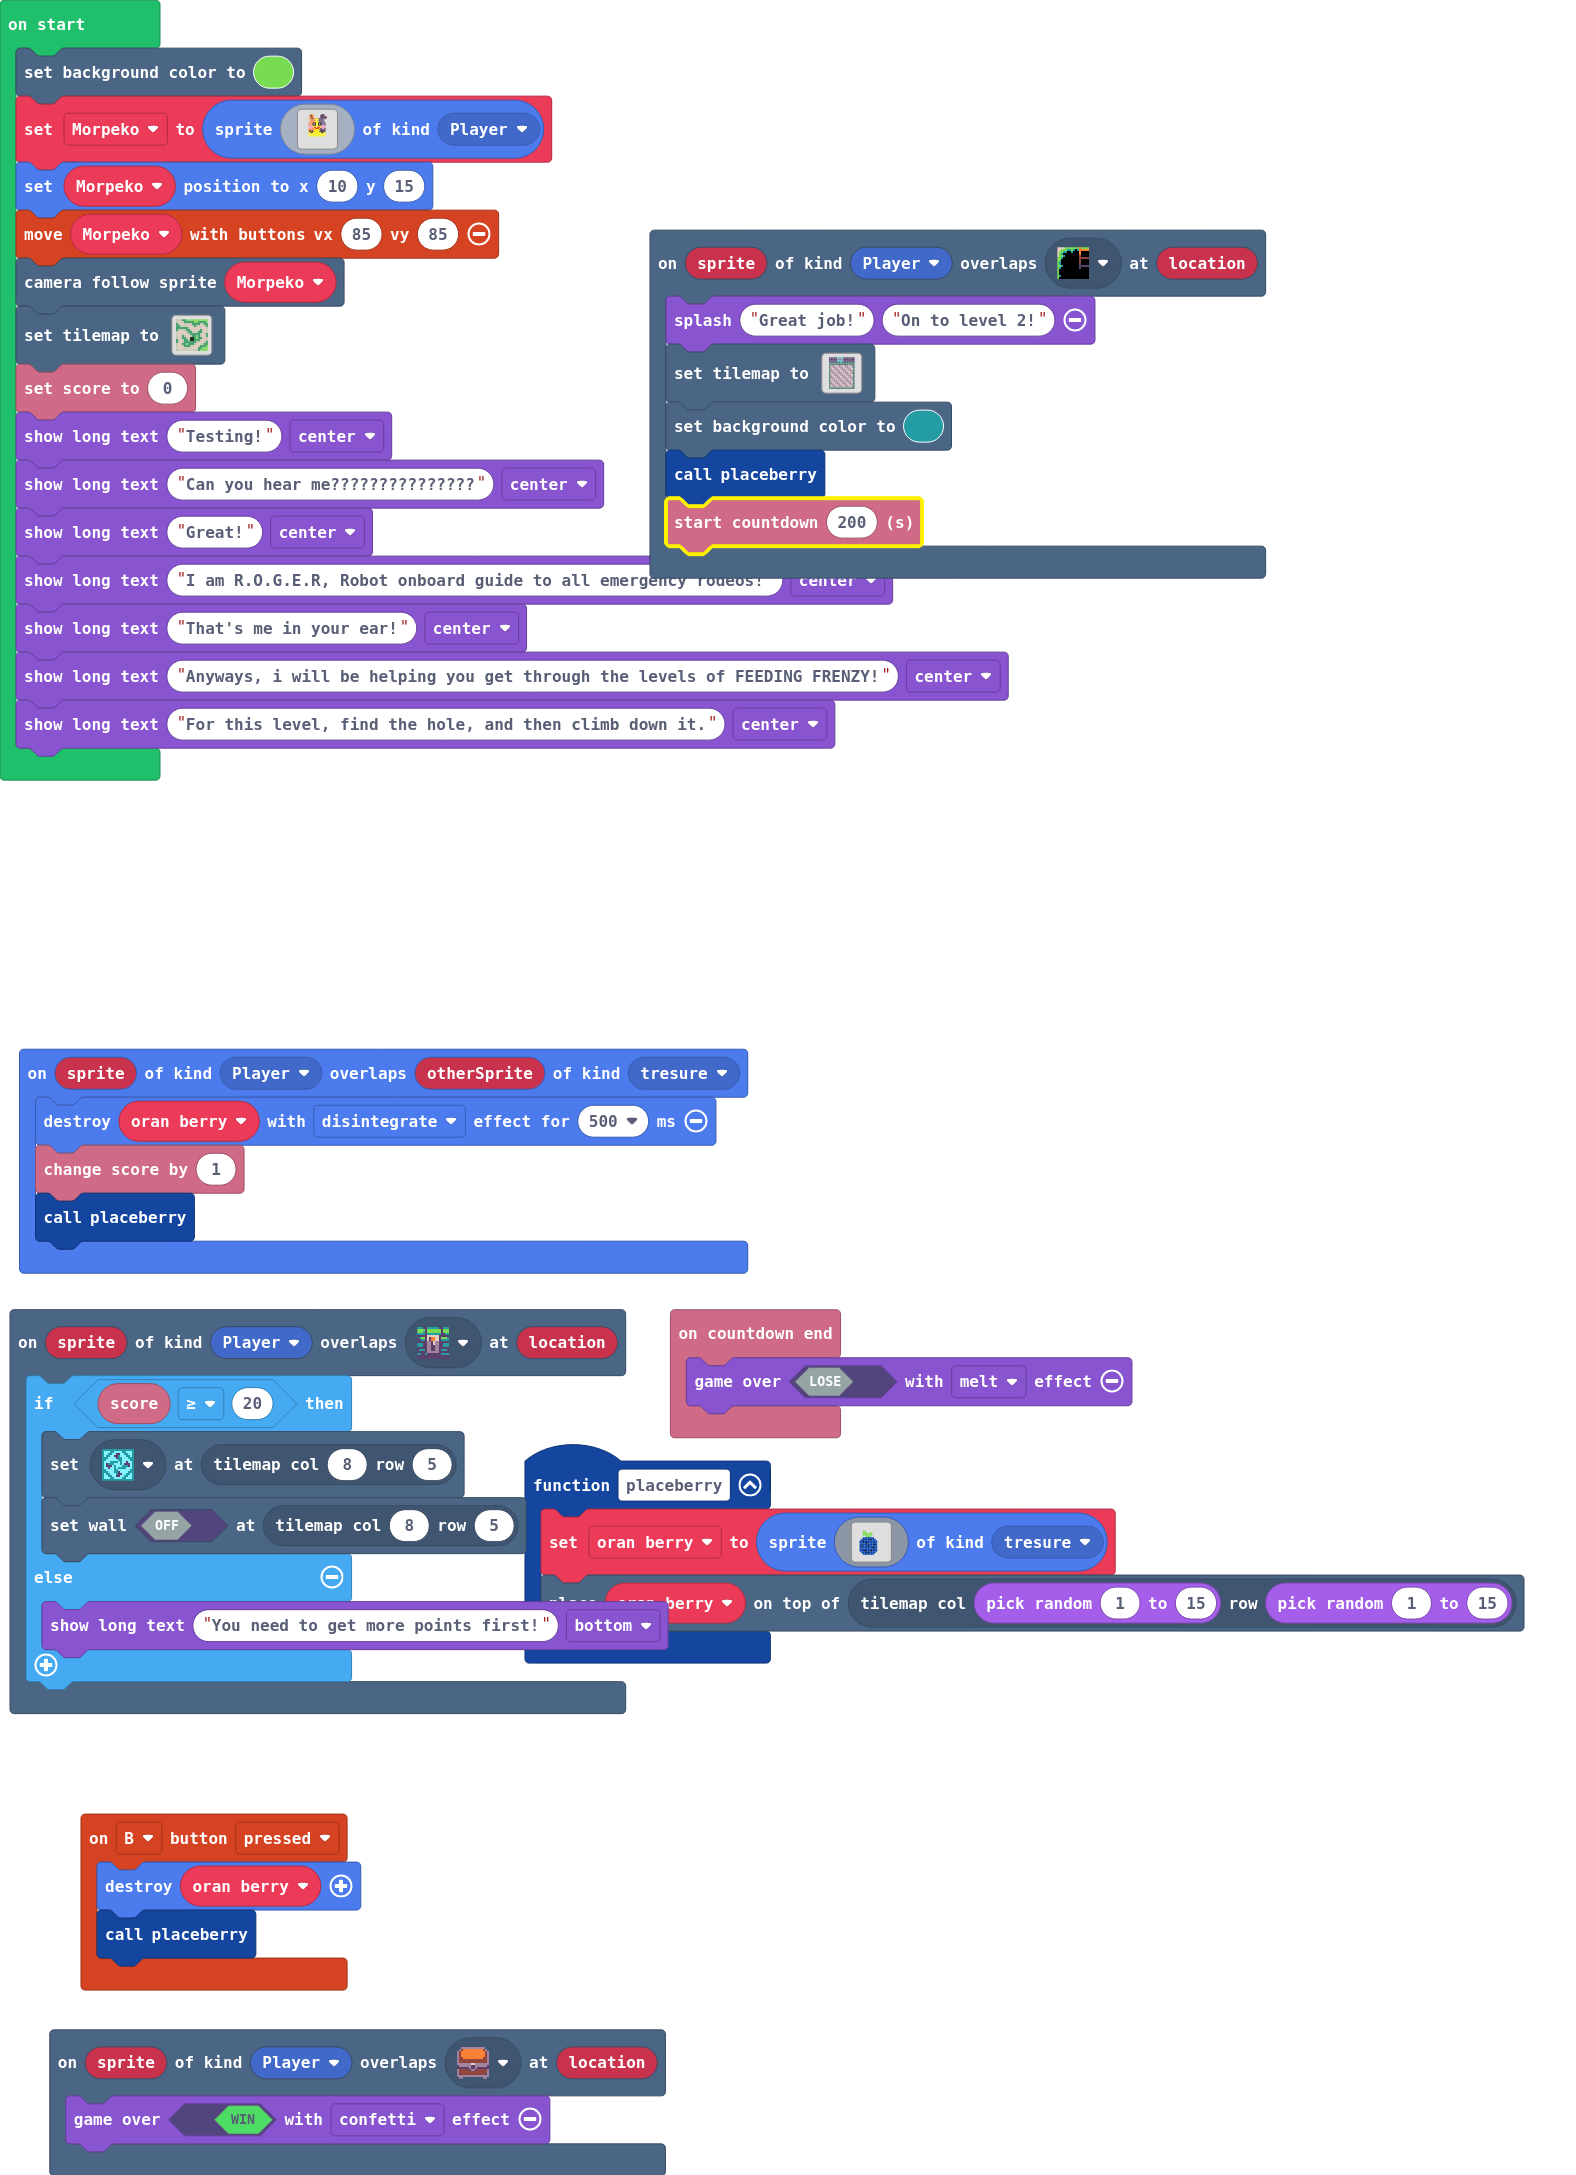 on start
set background color to
set Morpeko to sprite of kind Player
set Morpeko position to x 10 y 15
move Morpeko with buttons vx 85 vy 85
camera follow sprite Morpeko
set tilemap to
set score to 0
show long text "Testing!" center
show long text "Can you hear me???????????????" center
show long text "Great!" center
show long text "I am R.O.G.E.R, Robot onboard guide to all emergency rodeos! center
show long text "That's me in your ear!" center
show long text "Anyways, i will be helping you get through the levels of FEEDING FRENZY!" center
show long text "For this level, find the hole, and then climb down it." center
on sprite of kind Player overlaps at location
splash "Great job!" "On to level 2!"
set tilemap to
set background color to
call placeberry
start countdown 200 (s)
on sprite of kind Player overlaps otherSprite of kind tresure
destroy oran berry with disintegrate effect for 500 ms
change score by 1
call placeberry
on sprite of kind Player overlaps at location
if score ≥ 20 then
set at tilemap col 8 row 5
set wall OFF at tilemap col 8 row 5
else
show long text "You need to get more points first!" bottom
on countdown end
game over LOSE with melt effect
function placeberry
set oran berry to sprite of kind tresure
berry on top of tilemap col pick random 1 to 15 row pick random 1 to 15
on B button pressed
destroy oran berry
call placeberry
on sprite of kind Player overlaps at location
game over WIN with confetti effect